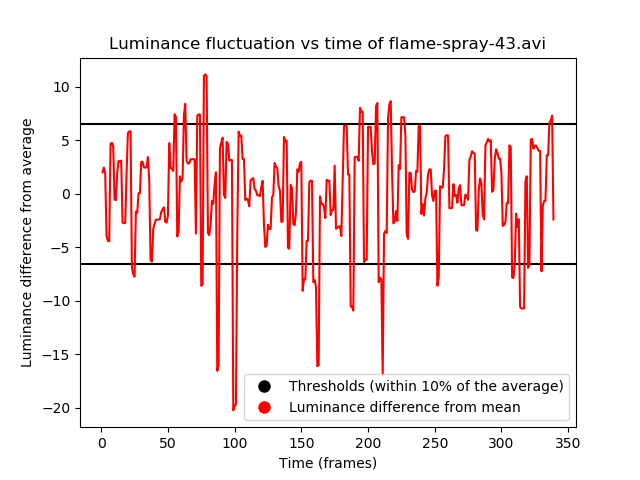 Luminance fluctuation vs time of flame-spray-43.avi
Luminance difference from average
10
5
0
−5
−10
−15
−20
Thresholds (within 10% of the average)
Luminance difference from mean
0 50 100 150 200 250 300 350
Time (frames)